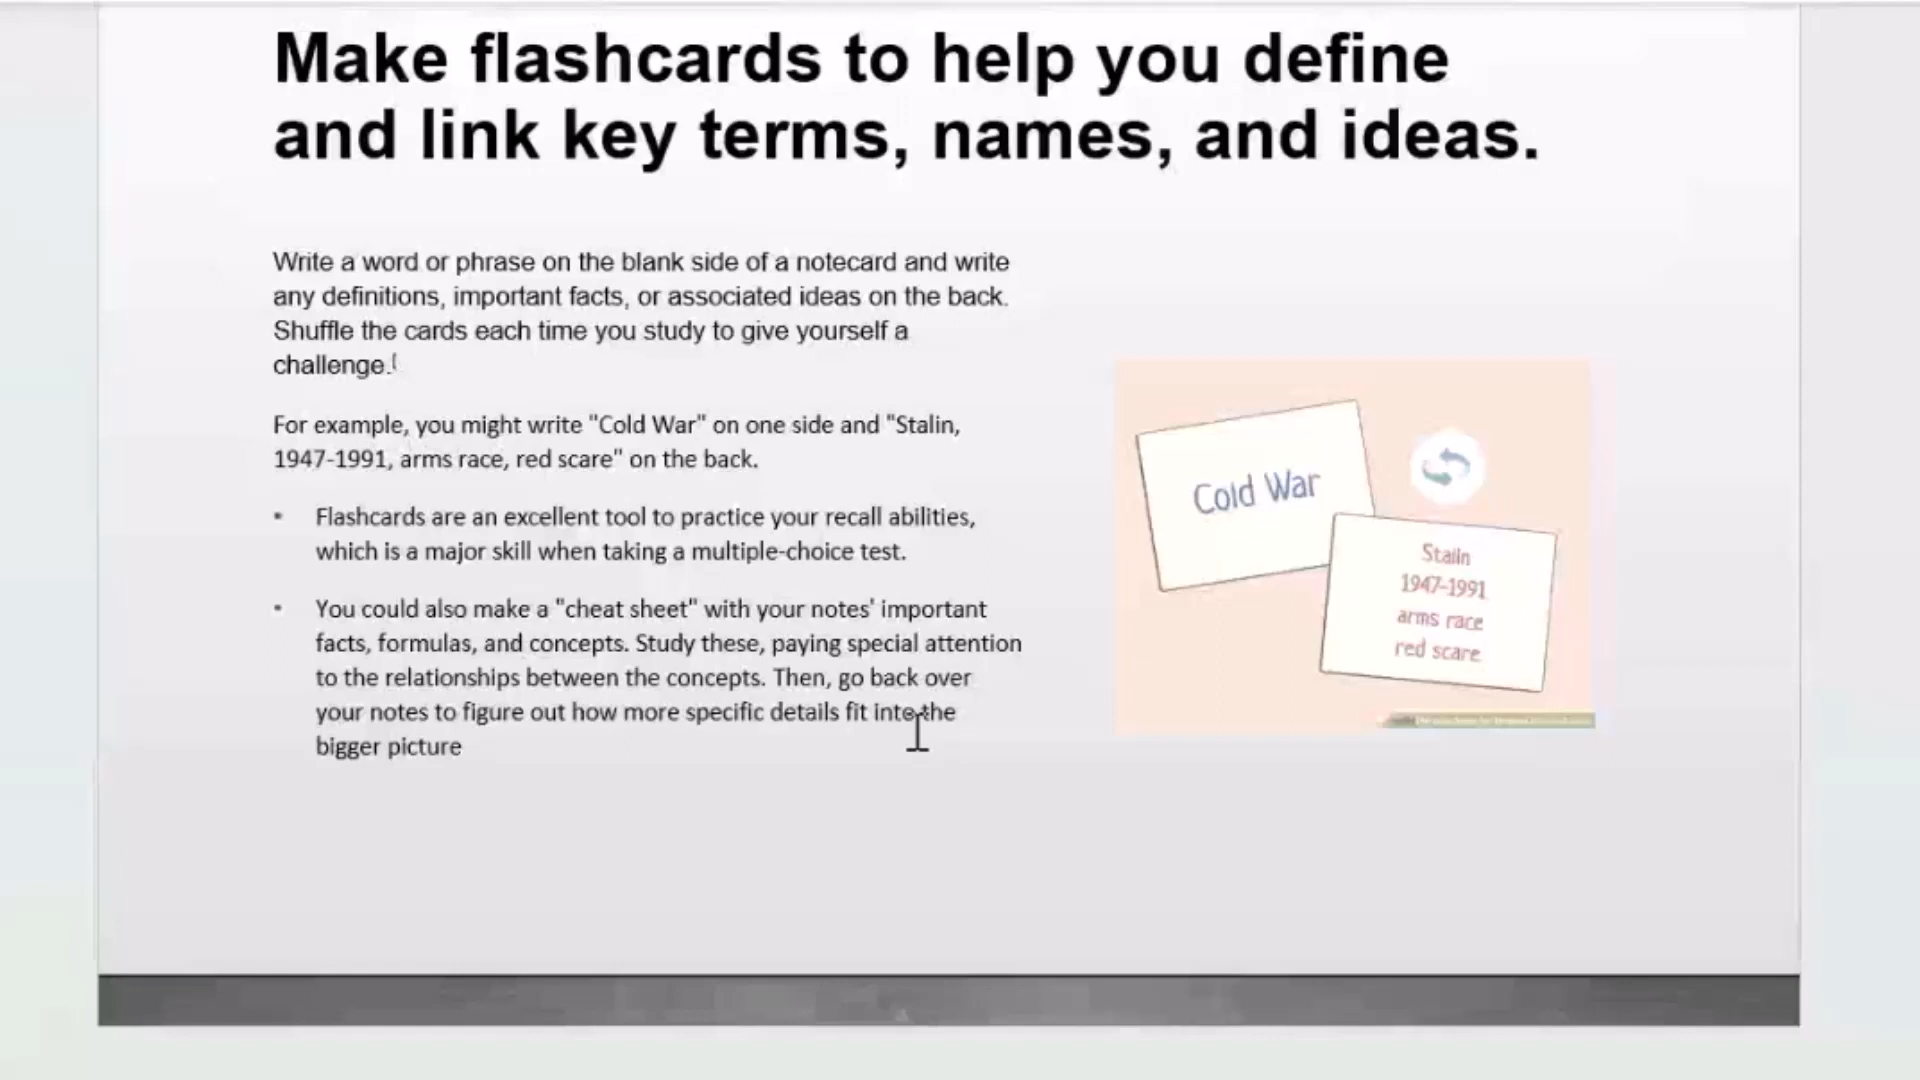 Make flashcards to help you define
and link key terms, names, and ideas.
Write a word or phrase on the blank side of a notecard and write
any definitions, important facts, or associated ideas on the back.
Shuffle the cards each time you study to give yourself a
challenge.[
For example, you might write "Cold War" on one side and "Stalin,
1947-1991, arms race, red scare" on the back.
• Flashcards are an excellent tool to practice your recall abilities,
which is a major skill when taking a multiple-choice test.
• You could also make a "cheat sheet" with your notes' important
facts, formulas, and concepts. Study these, paying special attention
to the relationships between the concepts. Then, go back over
your notes to figure out how more specific details fit into the
bigger picture
Cold War
Stalin
1947-1991
arms race
red scare